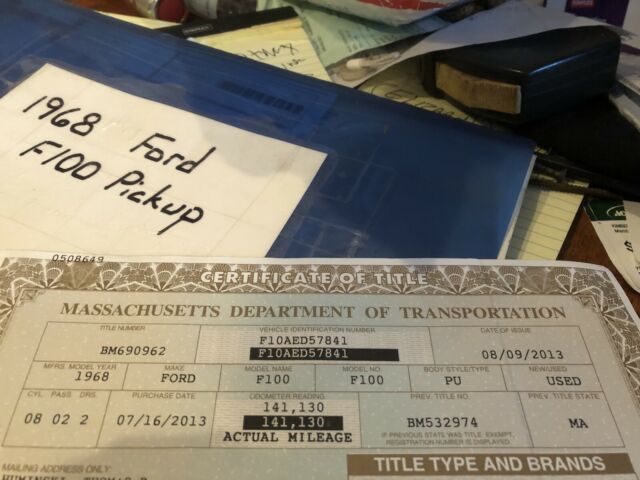 1968 Ford
F100 Pickup
0508649
CERTIFICATE OF TITLE
MASSACHUSETTS DEPARTMENT OF TRANSPORTATION
TITLE NUMBER VEHICLE IDENTIFICATION NUMBER DATE OF ISSUE
F10AED57841
BM690962 F10AED57841 08/09/2013
MFRS. MODEL YEAR MAKE MODEL NAME MODEL NO. BODY STYLE/TYPE NEW/USED
1968 FORD F100 F100 PU USED
CYL. PASS. DRS. PURCHASE DATE ODOMETER READING PREV. TITLE NO. PREV. TITLE STATE
141,130
08 02 2 07/16/2013 141,130 BM532974 MA
ACTUAL MILEAGE IF PREVIOUS STATE WAS TITLE EXEMPT, REGISTRATION NUMBER IS DISPLAYED.
MAILING ADDRESS ONLY: TITLE TYPE AND BRANDS